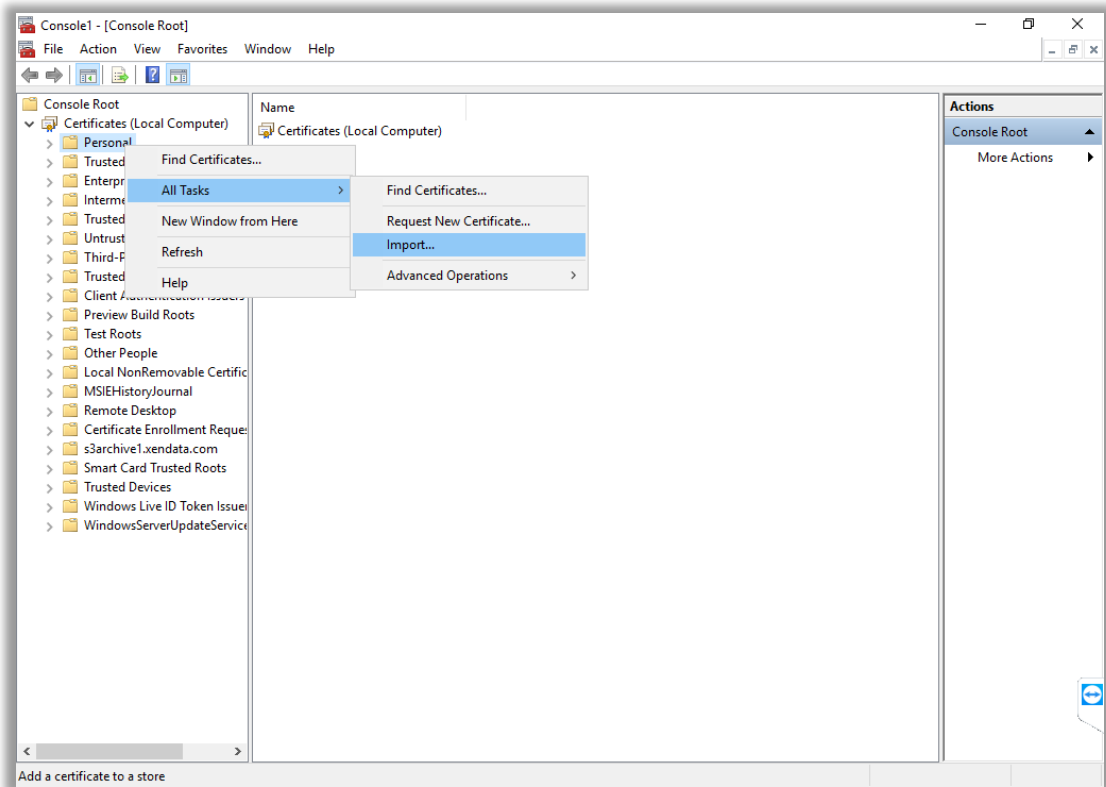 Console1 - [Console Root]
File Action View Favorites Window Help
Console Root
Certificates (Local Computer)
Personal
Trusted
Enterpr
Interme
Trusted
Untrust
Third-P
Trusted
Client Authentication Issuers
Preview Build Roots
Test Roots
Other People
Local NonRemovable Certific
MSIEHistoryJournal
Remote Desktop
Certificate Enrollment Reques
s3archive1.xendata.com
Smart Card Trusted Roots
Trusted Devices
Windows Live ID Token Issuer
WindowsServerUpdateService
Find Certificates...
All Tasks
New Window from Here
Refresh
Help
Find Certificates...
Request New Certificate...
Import...
Advanced Operations
Name
Certificates (Local Computer)
Actions
Console Root
More Actions
Add a certificate to a store